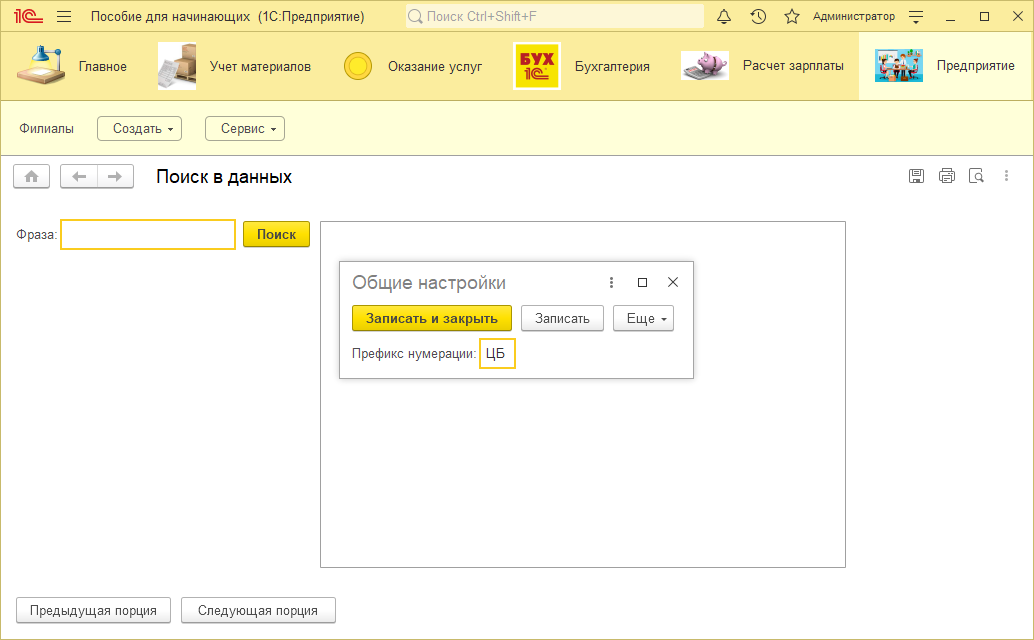 1С Пособие для начинающих (1С:Предприятие) Поиск Ctrl+Shift+F Администратор
Главное Учет материалов Оказание услуг БУХ 1С Бухгалтерия Расчет зарплаты Предприятие
Филиалы Создать Сервис
Поиск в данных
Фраза: Поиск
Общие настройки
Записать и закрыть Записать Еще
Префикс нумерации: ЦБ
Предыдущая порция Следующая порция